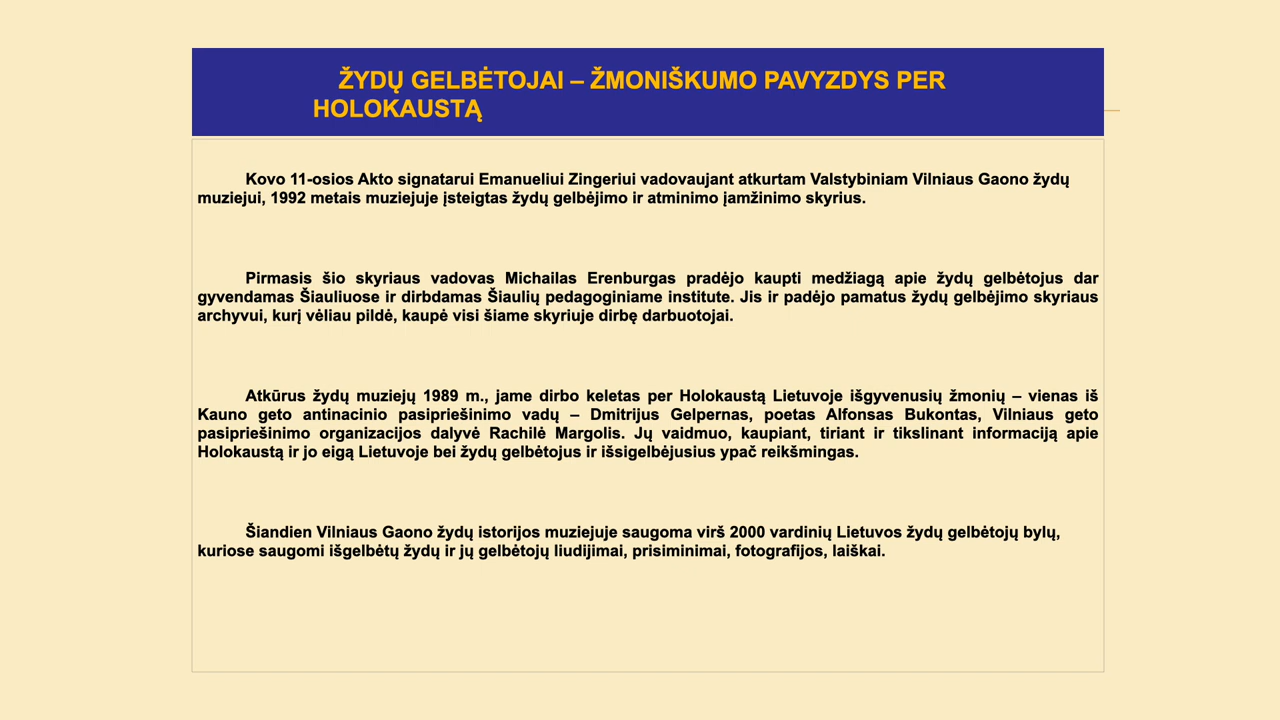 ŽYDŲ GELBĖTOJAI – ŽMONIŠKUMO PAVYZDYS PER
HOLOKAUSTĄ
Kovo 11-osios Akto signatarui Emanueliui Zingeriui vadovaujant atkurtam Valstybiniam Vilniaus Gaono žydų
muziejui, 1992 metais muziejuje įsteigtas žydų gelbėjimo ir atminimo įamžinimo skyrius.
Pirmasis šio skyriaus vadovas Michailas Erenburgas pradėjo kaupti medžiagą apie žydų gelbėtojus dar
gyvendamas Šiauliuose ir dirbdamas Šiaulių pedagoginiame institute. Jis ir padėjo pamatus žydų gelbėjimo skyriaus
archyvui, kurį vėliau pildė, kaupė visi šiame skyriuje dirbę darbuotojai.
Atkūrus žydų muziejų 1989 m., jame dirbo keletas per Holokaustą Lietuvoje išgyvenusių žmonių – vienas iš
Kauno geto antinacinio pasipriešinimo vadų – Dmitrijus Gelpernas, poetas Alfonsas Bukontas, Vilniaus geto
pasipriešinimo organizacijos dalyvė Rachilė Margolis. Jų vaidmuo, kaupiant, tiriant ir tikslinant informaciją apie
Holokaustą ir jo eigą Lietuvoje bei žydų gelbėtojus ir išsigelbėjusius ypač reikšmingas.
Šiandien Vilniaus Gaono žydų istorijos muziejuje saugoma virš 2000 vardinių Lietuvos žydų gelbėtojų bylų,
kuriose saugomi išgelbėtų žydų ir jų gelbėtojų liudijimai, prisiminimai, fotografijos, laiškai.